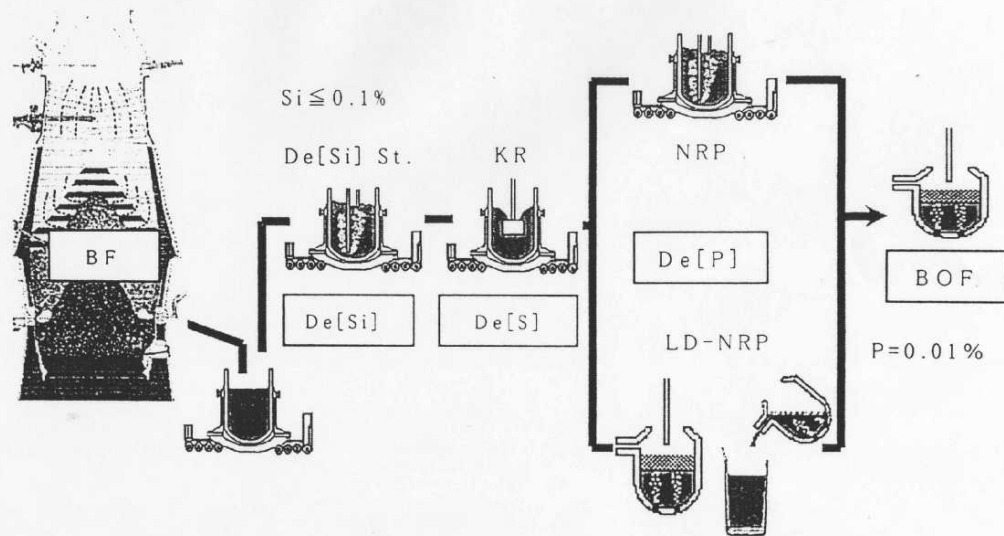 BF
Si≦0.1%
De[Si] St.
De[Si]
KR
De[S]
NRP
De[P]
LD-NRP
BOF
P=0.01%